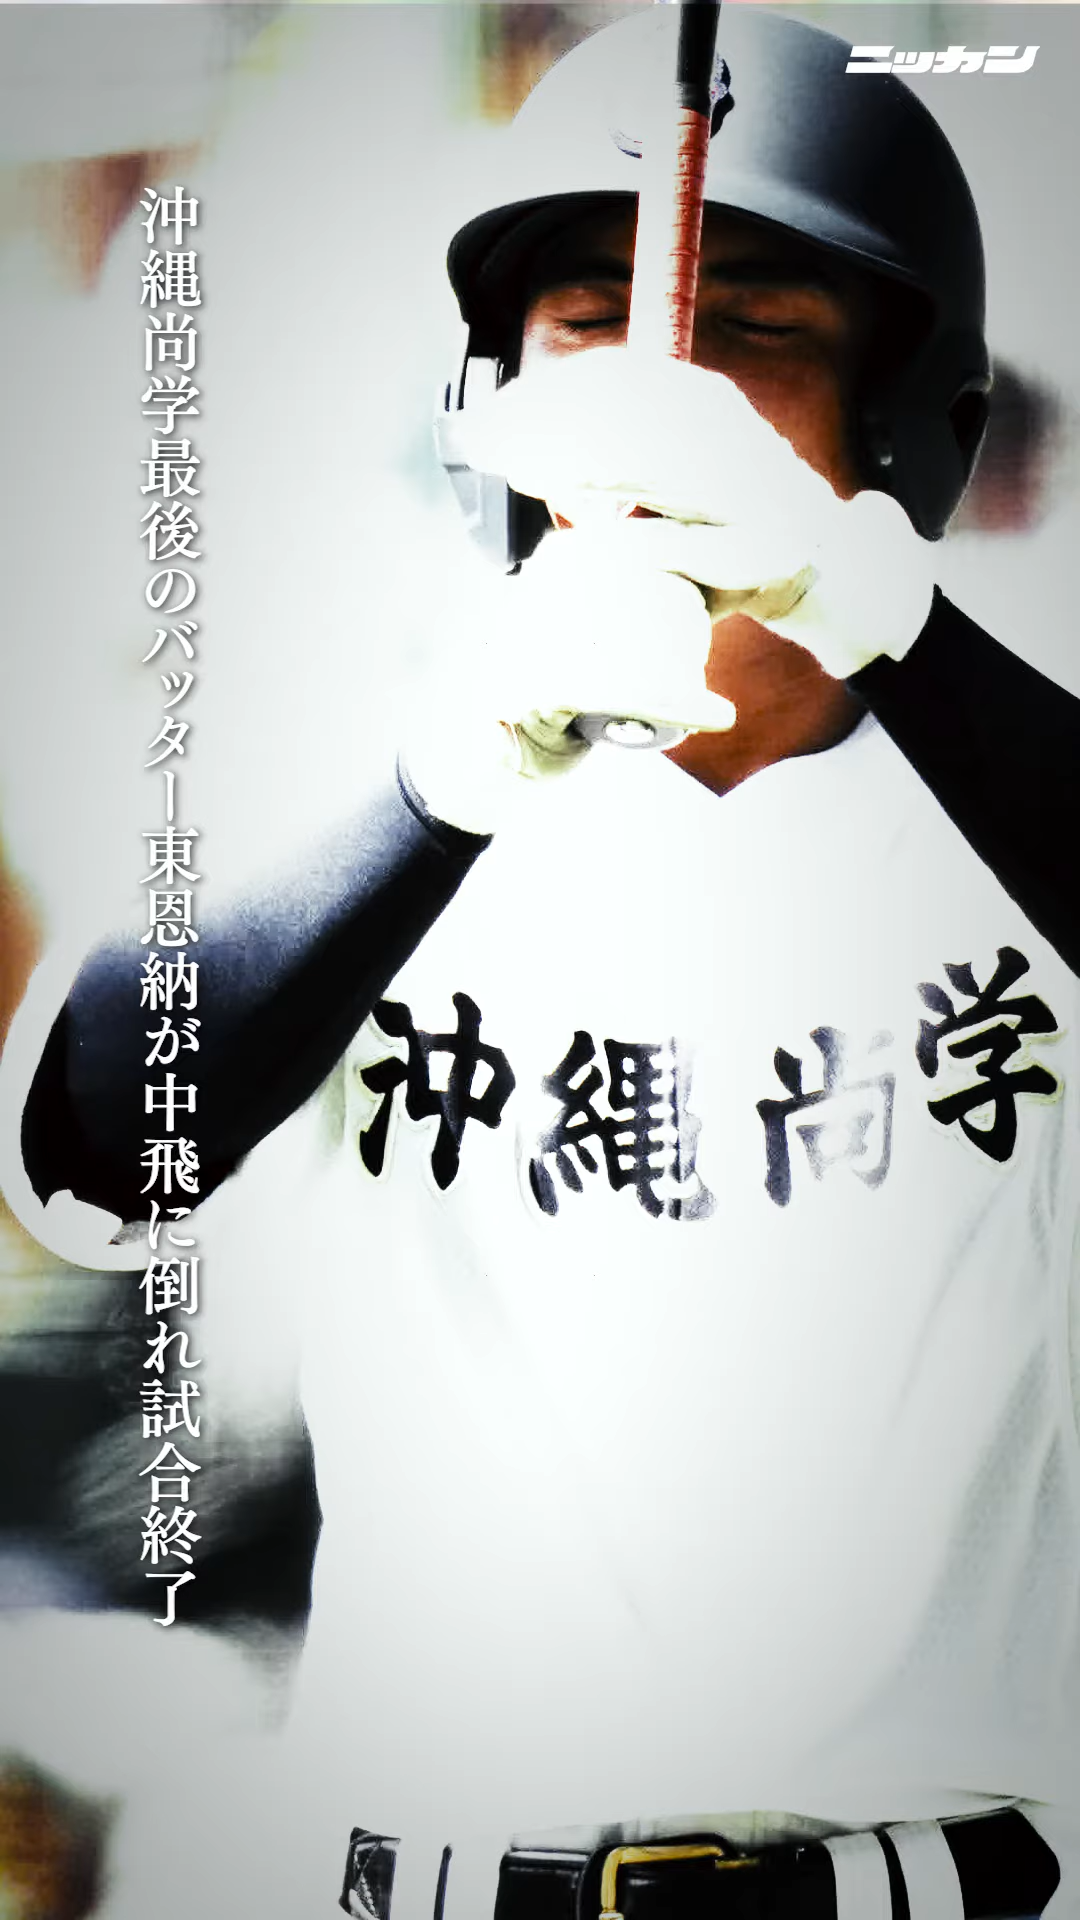 ニッカン
沖縄尚学最後のバッター東恩納が中飛に倒れ試合終了
沖縄尚学